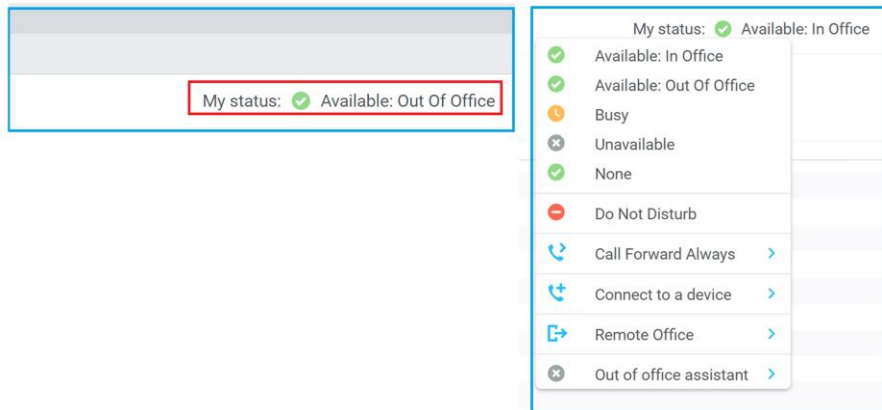 My status: Available: Out Of Office
My status: Available: In Office
Available: In Office
Available: Out Of Office
Busy
Unavailable
None
Do Not Disturb
Call Forward Always
Connect to a device
Remote Office
Out of office assistant